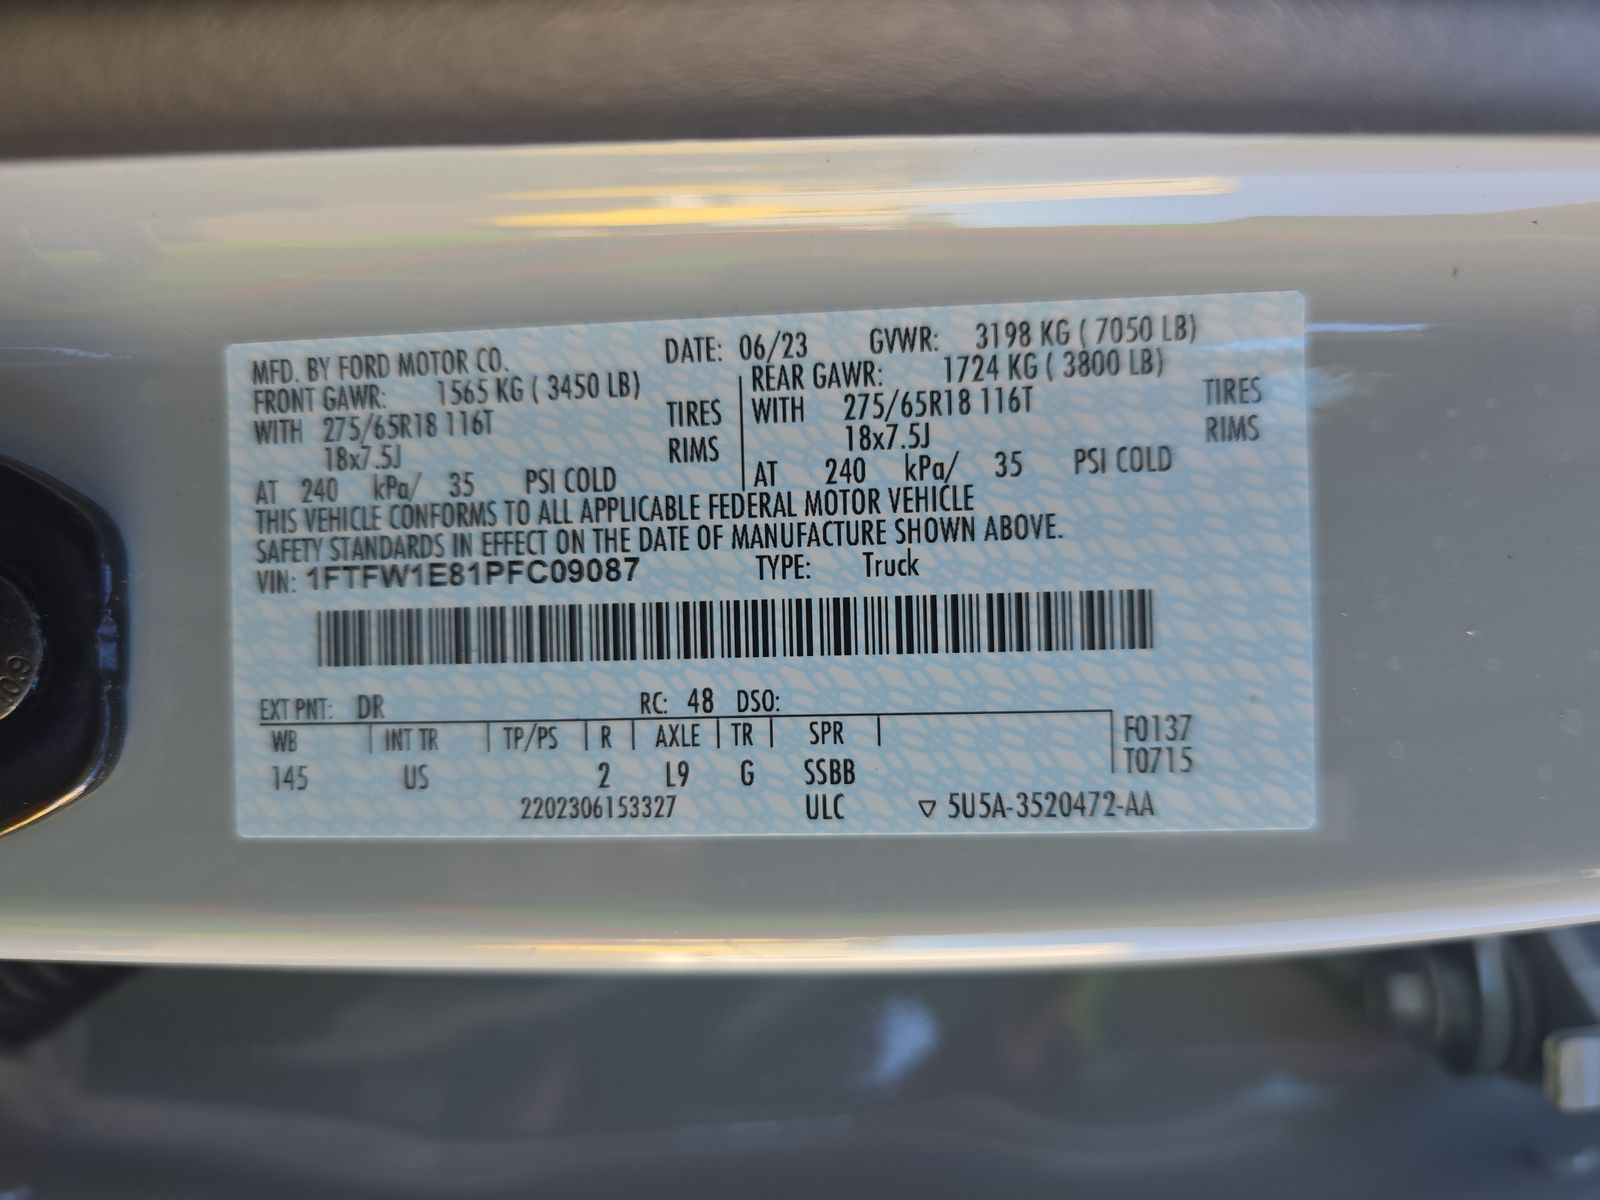 MFD. BY FORD MOTOR CO. DATE: 06/23 GVWR: 3198 KG ( 7050 LB)
FRONT GAWR: 1565 KG ( 3450 LB) REAR GAWR: 1724 KG ( 3800 LB)
WITH 275/65R18 116T TIRES WITH 275/65R18 116T TIRES
18x7.5J RIMS 18x7.5J RIMS
AT 240 kPa/ 35 PSI COLD AT 240 kPa/ 35 PSI COLD
THIS VEHICLE CONFORMS TO ALL APPLICABLE FEDERAL MOTOR VEHICLE
SAFETY STANDARDS IN EFFECT ON THE DATE OF MANUFACTURE SHOWN ABOVE.
VIN: 1FTFW1E81PFC09087 TYPE: Truck
EXT PNT: DR RC: 48 DSO:
WB INT TR TP/PS R AXLE TR SPR F0137
145 US 2 L9 G SSBB T0715
2202306153327 ULC ▽ 5U5A-3520472-AA
10.9